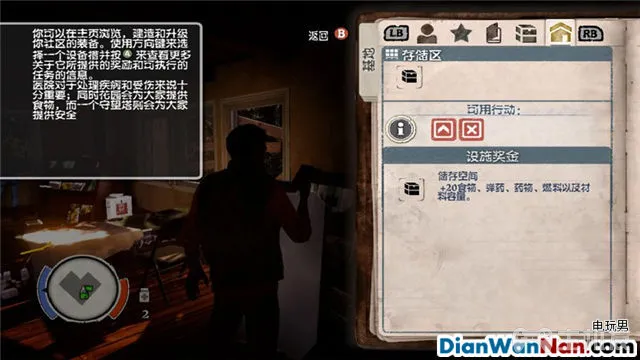 你可以在主页浏览，建造和升级
你社区的装备。使用方向键来选
择一个设备槽并按A来查看更多
关于它所提供的奖励和可执行的
任务的信息。
医院对于处理疾病和受伤来说十
分重要；同时花园会为大家提供
食物，而一个守望塔则会为大家
提供安全
返回 B
LB
RB
存储区
可用行动：
设施奖金
储存空间
+20食物、弹药、药物、燃料以及材
料容量。
2
电玩男
DianWanNan.com